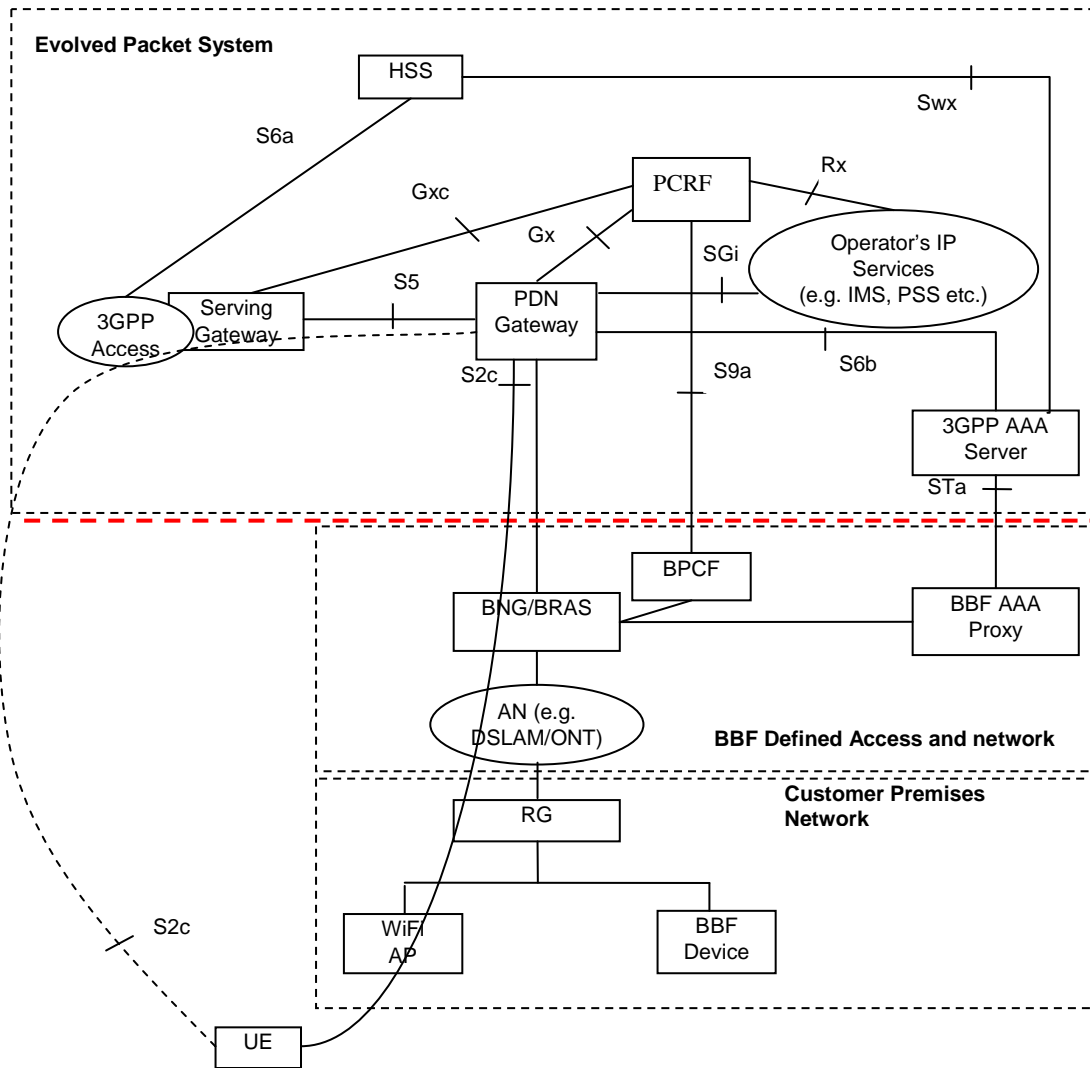 Evolved Packet System
HSS
Swx
S6a
Rx
PCRF
Gxc
Gx
SGi
Operator's IP
Services
(e.g. IMS, PSS etc.)
S5
PDN
Gateway
Serving
Gateway
3GPP
Access
S2c
S9a
S6b
3GPP AAA
Server
STa
BPCF
BNG/BRAS
BBF AAA
Proxy
AN (e.g.
DSLAM/ONT)
BBF Defined Access and network
Customer Premises
Network
RG
WiFi
AP
BBF
Device
S2c
UE